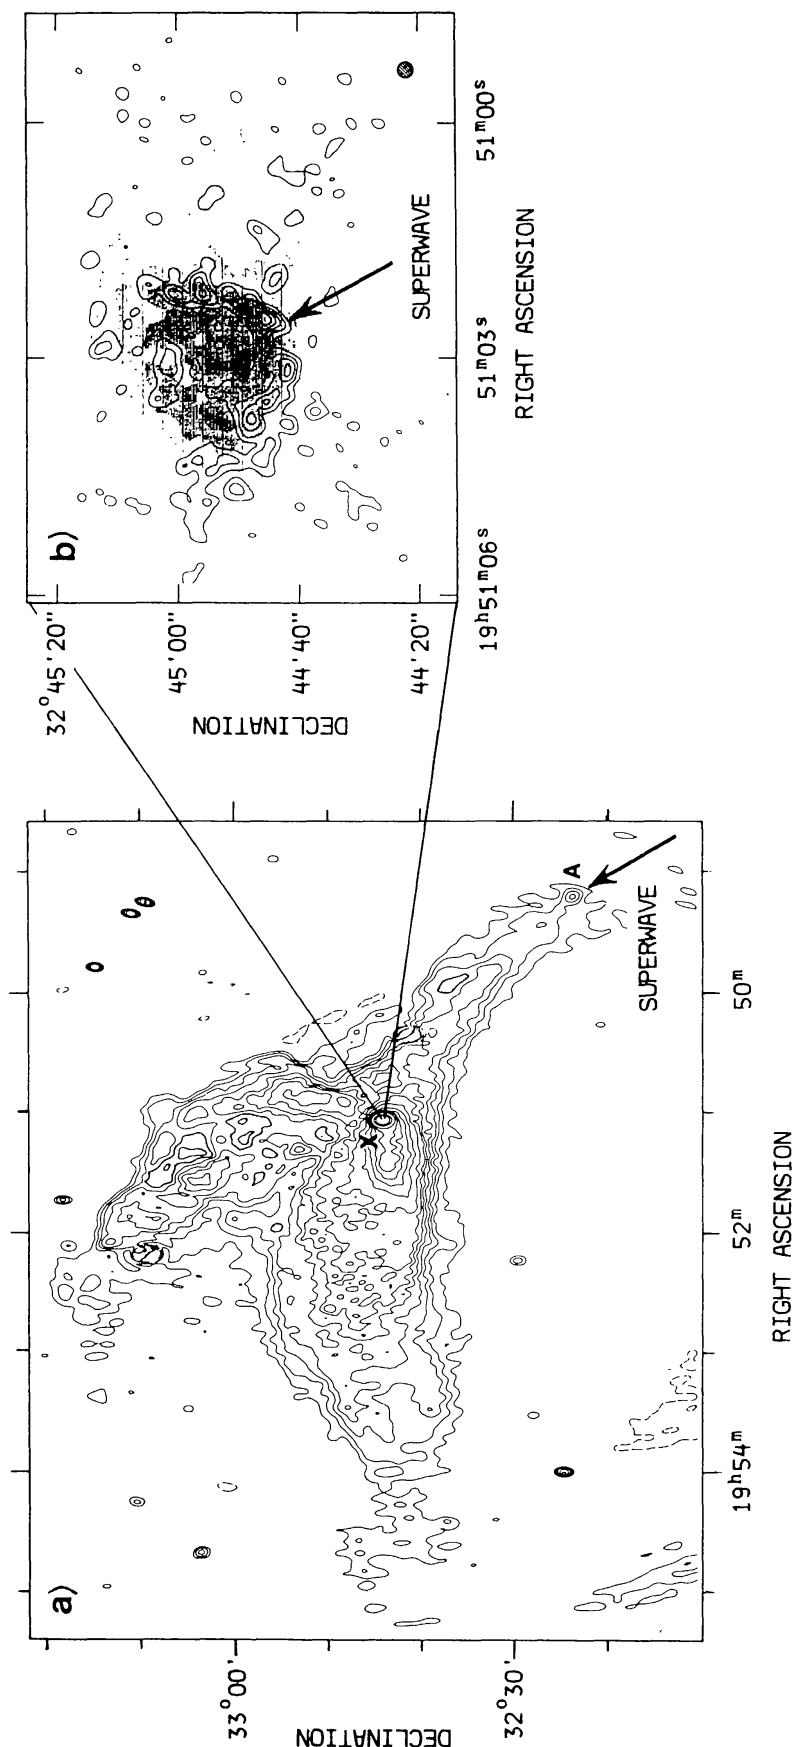 a)
DECLINATION
33°00'
32°30'
19ʰ54ᵐ
52ᵐ
50ᵐ
RIGHT ASCENSION
X
A
SUPERWAVE
b)
DECLINATION
32°45'20"
45'00"
44'40"
44'20"
19ʰ51ᵐ06ˢ
51ᵐ03ˢ
51ᵐ00ˢ
RIGHT ASCENSION
SUPERWAVE